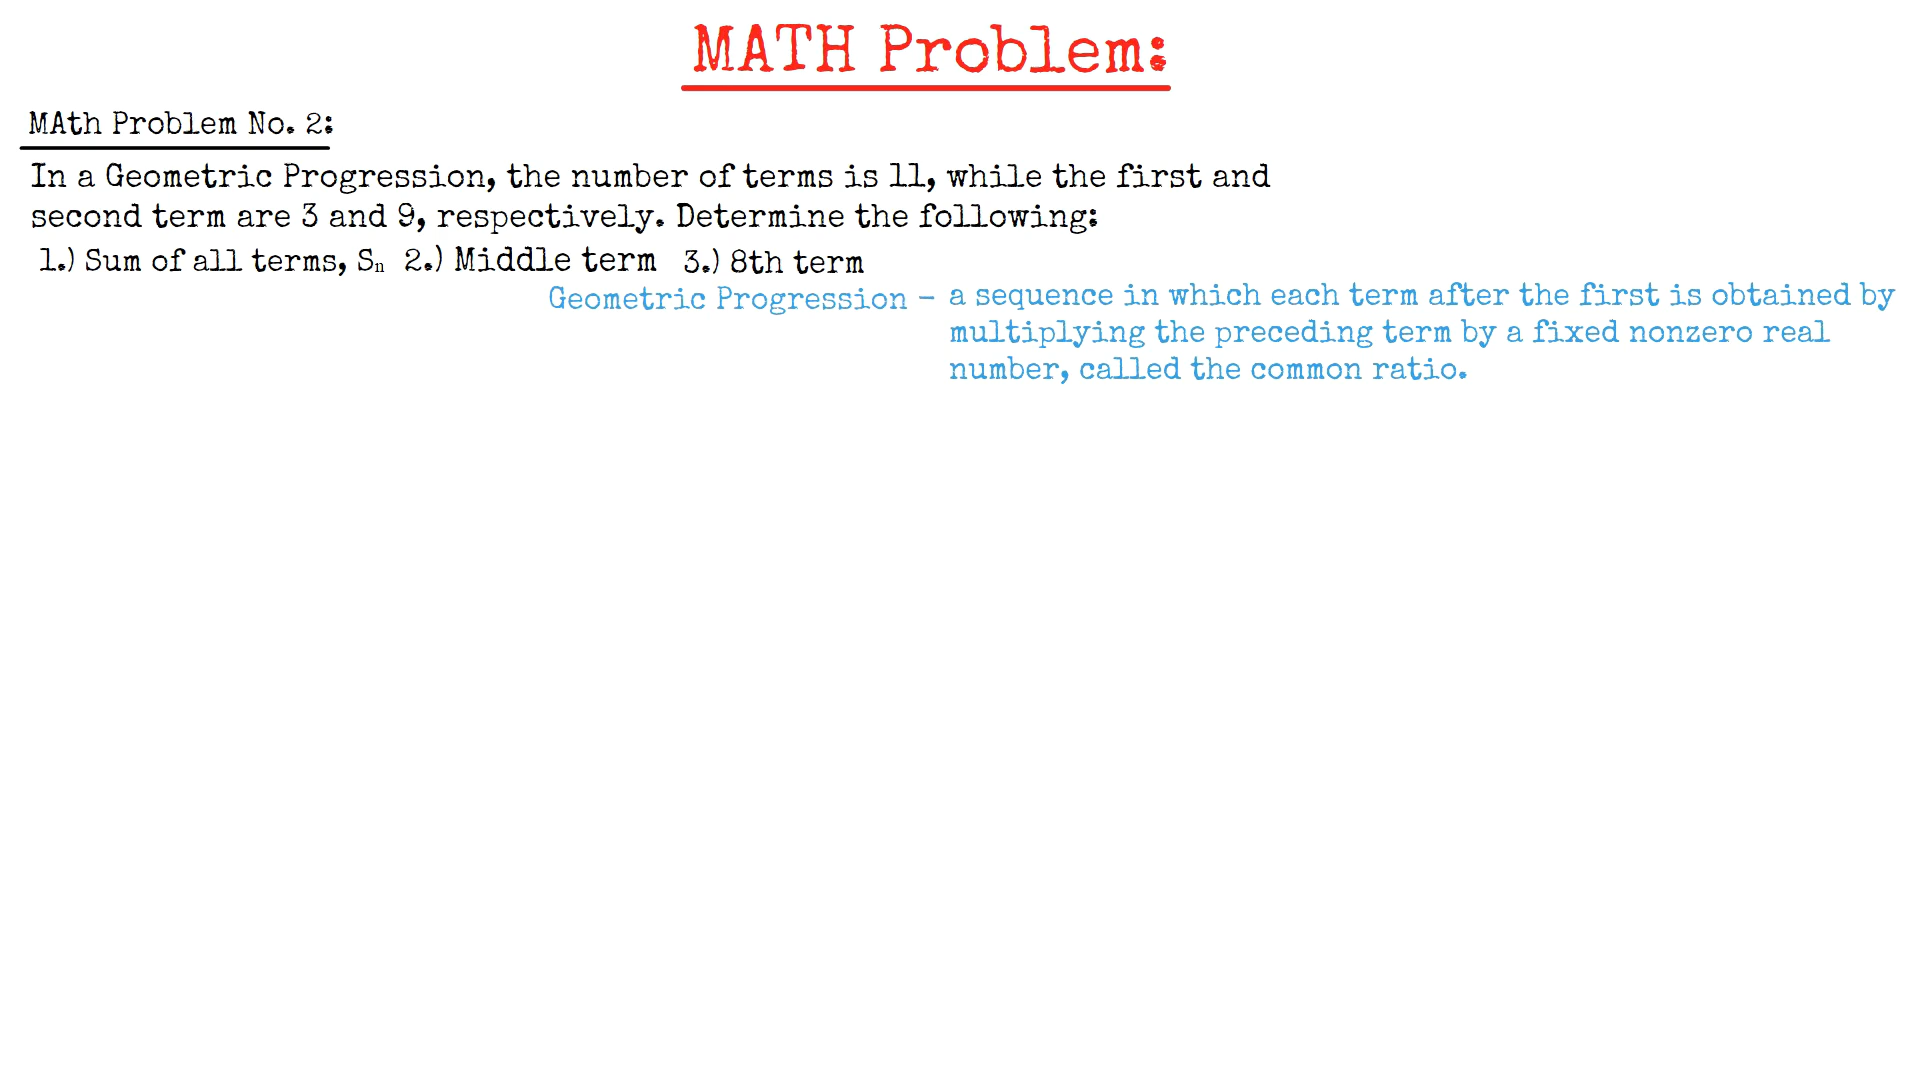 MATH Problem:
MAth Problem No. 2:
In a Geometric Progression, the number of terms is 11, while the first and
second term are 3 and 9, respectively. Determine the following:
1.) Sum of all terms, Sn 2.) Middle term 3.) 8th term
Geometric Progression - a sequence in which each term after the first is obtained by
multiplying the preceding term by a fixed nonzero real
number, called the common ratio.